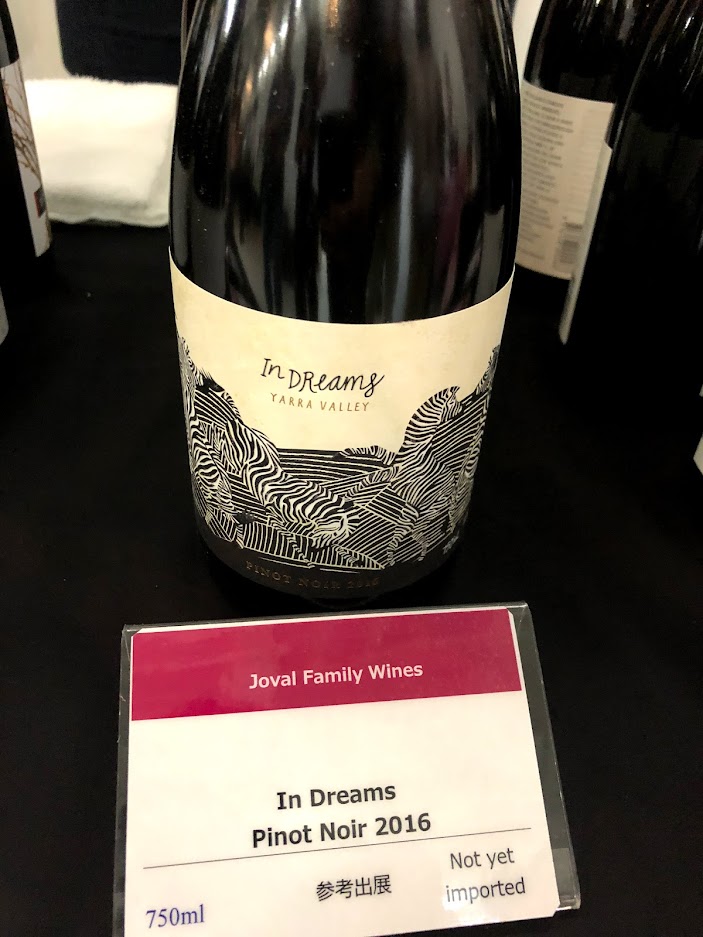 In DReams
YARRA VALLEY
PINOT NOIR 2016
Joval Family Wines
In Dreams
Pinot Noir 2016
参考出展
Not yet
imported
750ml